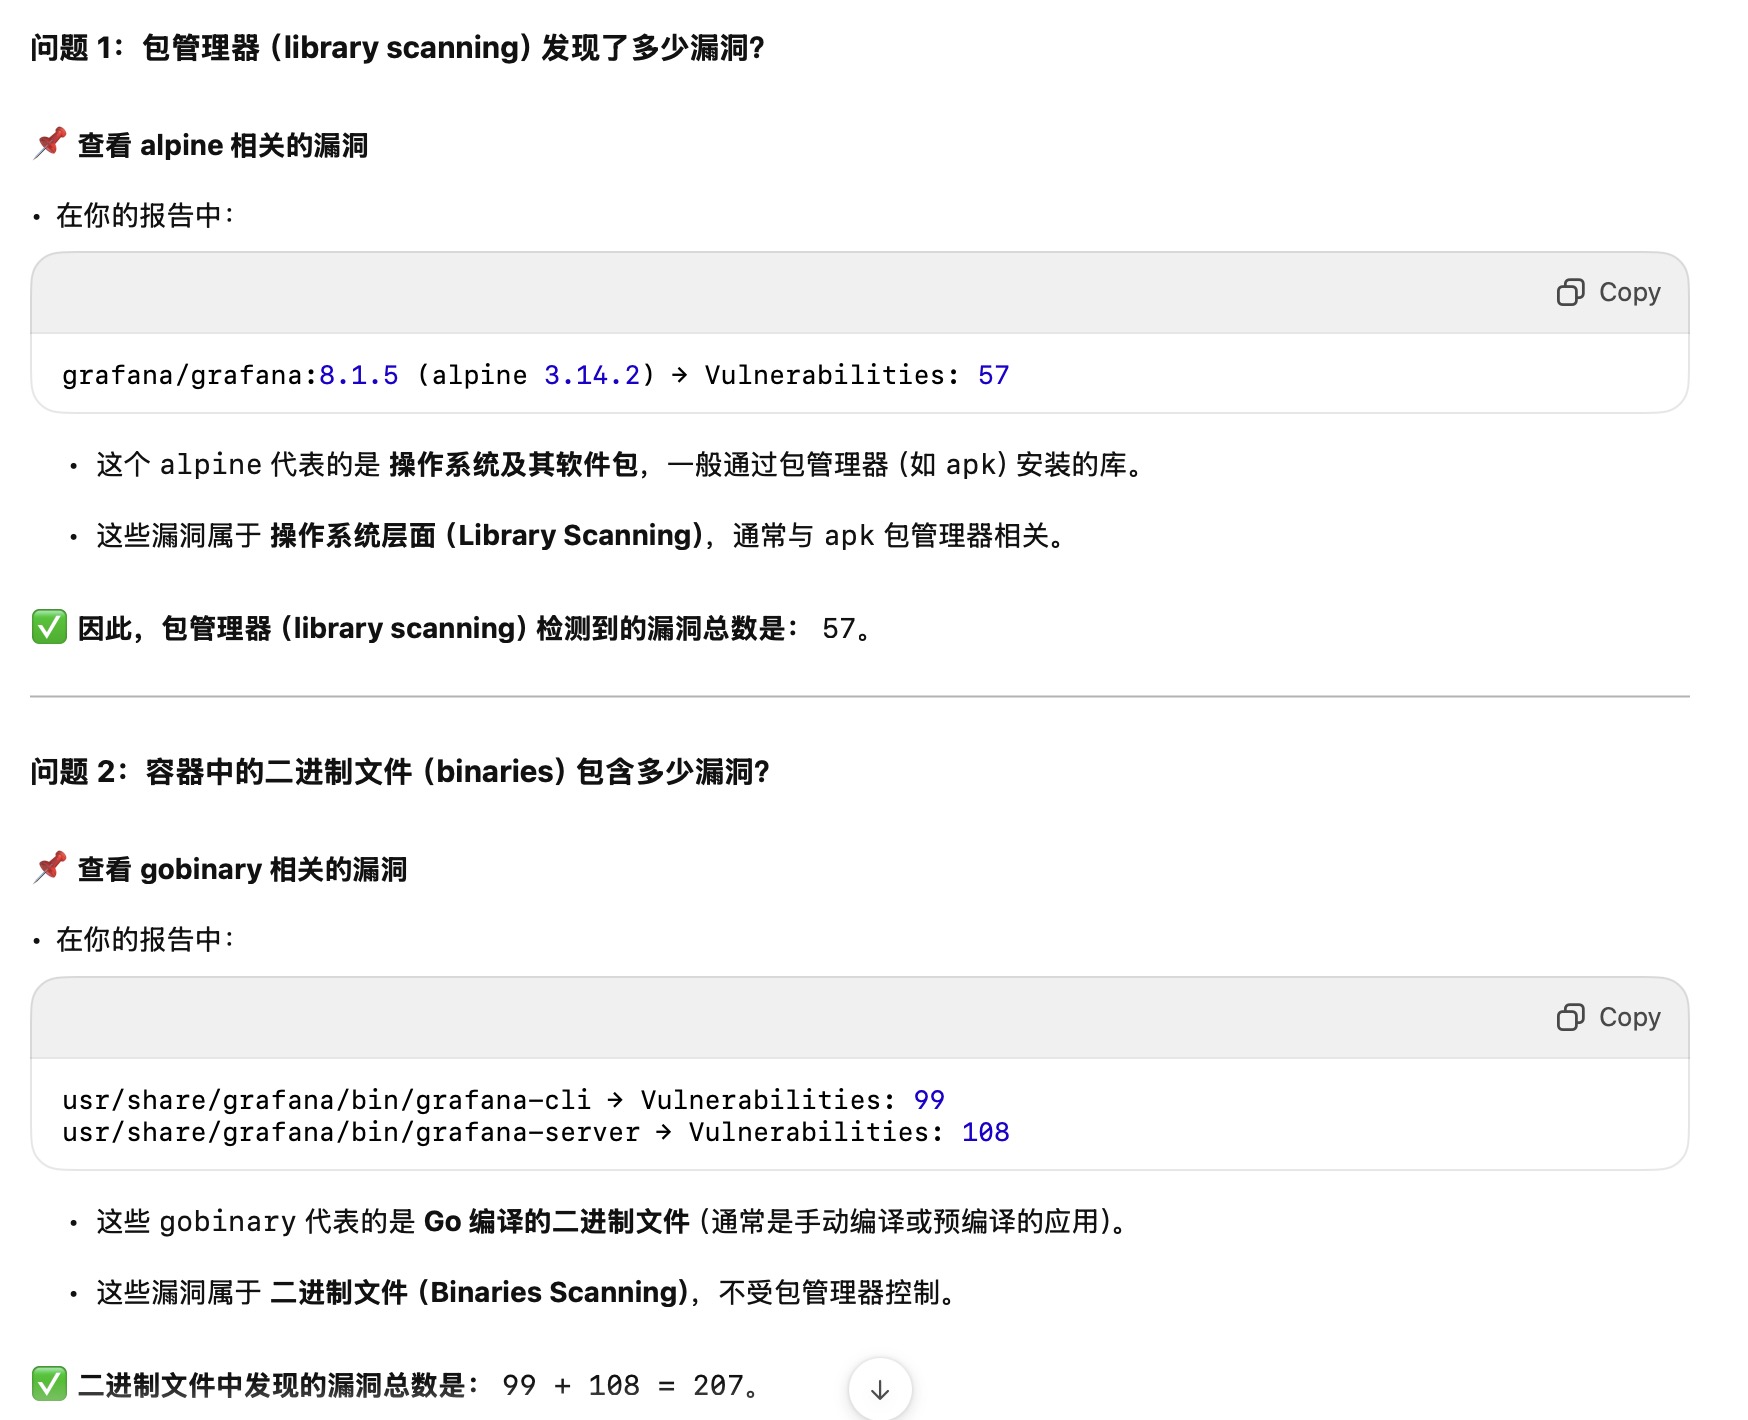 问题 1：包管理器（library scanning）发现了多少漏洞？
📌 查看 alpine 相关的漏洞
• 在你的报告中：
Copy
grafana/grafana:8.1.5 (alpine 3.14.2) → Vulnerabilities: 57
• 这个 alpine 代表的是 操作系统及其软件包，一般通过包管理器（如 apk）安装的库。
• 这些漏洞属于 操作系统层面（Library Scanning），通常与 apk 包管理器相关。
✅ 因此，包管理器（library scanning）检测到的漏洞总数是： 57。
问题 2：容器中的二进制文件（binaries）包含多少漏洞？
📌 查看 gobinary 相关的漏洞
• 在你的报告中：
Copy
usr/share/grafana/bin/grafana-cli → Vulnerabilities: 99
usr/share/grafana/bin/grafana-server → Vulnerabilities: 108
• 这些 gobinary 代表的是 Go 编译的二进制文件（通常是手动编译或预编译的应用）。
• 这些漏洞属于 二进制文件（Binaries Scanning），不受包管理器控制。
✅ 二进制文件中发现的漏洞总数是： 99 + 108 = 207。